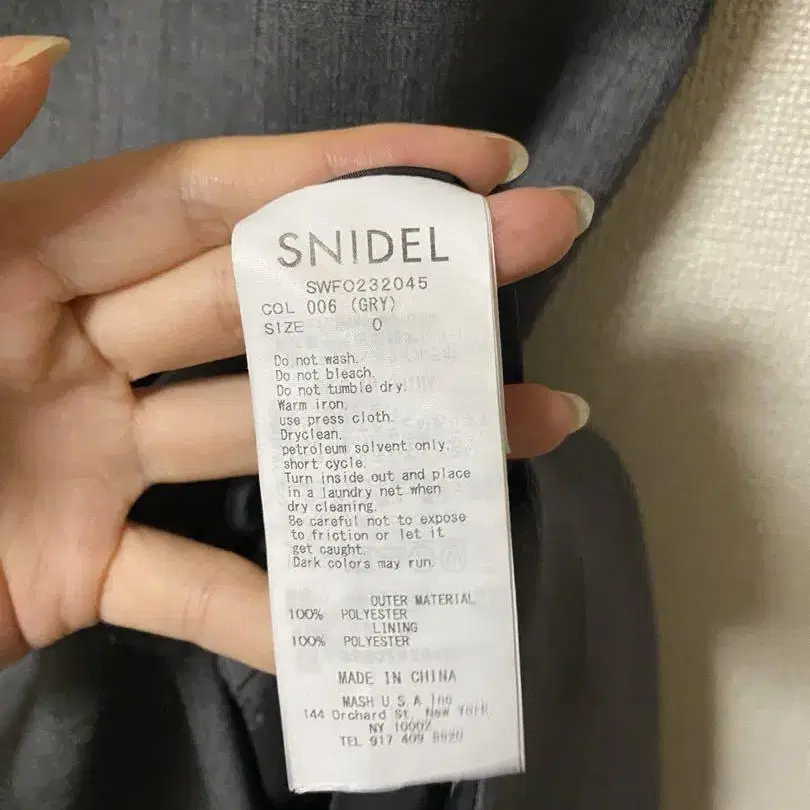 SNIDEL
SWFO232045
COL 006 (GRY)
SIZE 0
Do not wash.
Do not bleach.
Do not tumble dry.
Warm iron,
use press cloth.
Dryclean.
petroleum solvent only.
short cycle.
Turn inside out and place
in a laundry net when
dry cleaning.
Be careful not to expose
to friction or let it
get caught.
Dark colors may run.
OUTER MATERIAL
100% POLYESTER
LINING
100% POLYESTER
MADE IN CHINA
MASH U.S.A Inc
144 Orchard St, New York
NY 10002
TEL 917 409